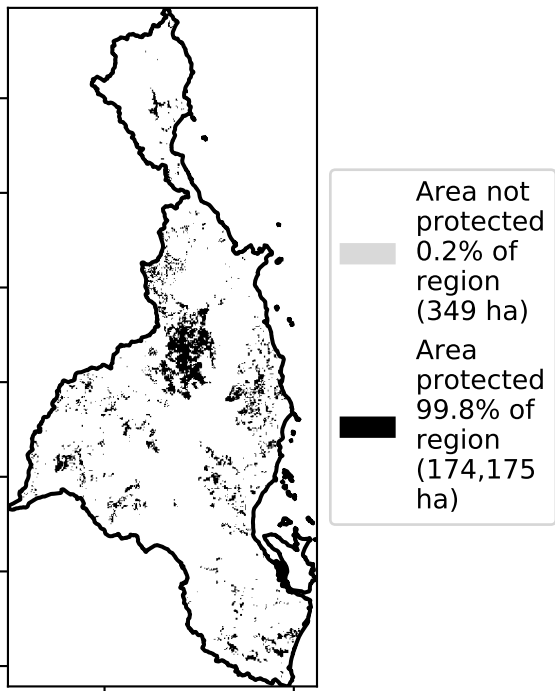 Area not
protected
0.2% of
region
(349 ha)
Area
protected
99.8% of
region
(174,175
ha)